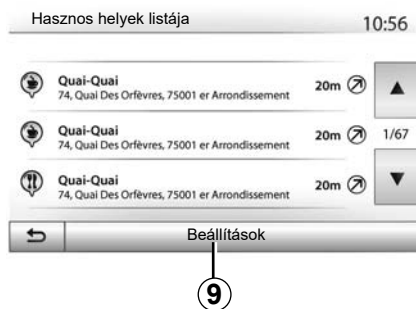 Hasznos helyek listája
10:56
Quai-Quai
74, Quai Des Orfèvres, 75001 er Arrondissement
20m
Quai-Quai
74, Quai Des Orfèvres, 75001 er Arrondissement
20m
1/67
Quai-Quai
74, Quai Des Orfèvres, 75001 er Arrondissement
20m
Beállítások
9